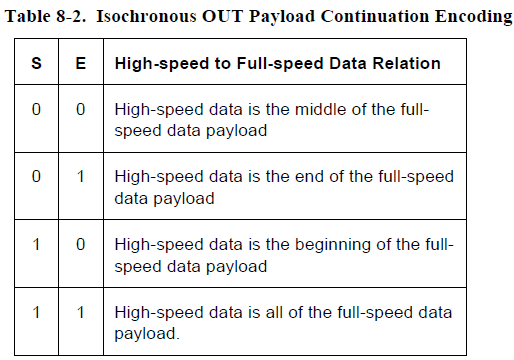 Table 8-2. Isochronous OUT Payload Continuation Encoding
S E High-speed to Full-speed Data Relation
0 0 High-speed data is the middle of the full-
speed data payload
0 1 High-speed data is the end of the full-speed
data payload
1 0 High-speed data is the beginning of the full-
speed data payload
1 1 High-speed data is all of the full-speed data
payload.